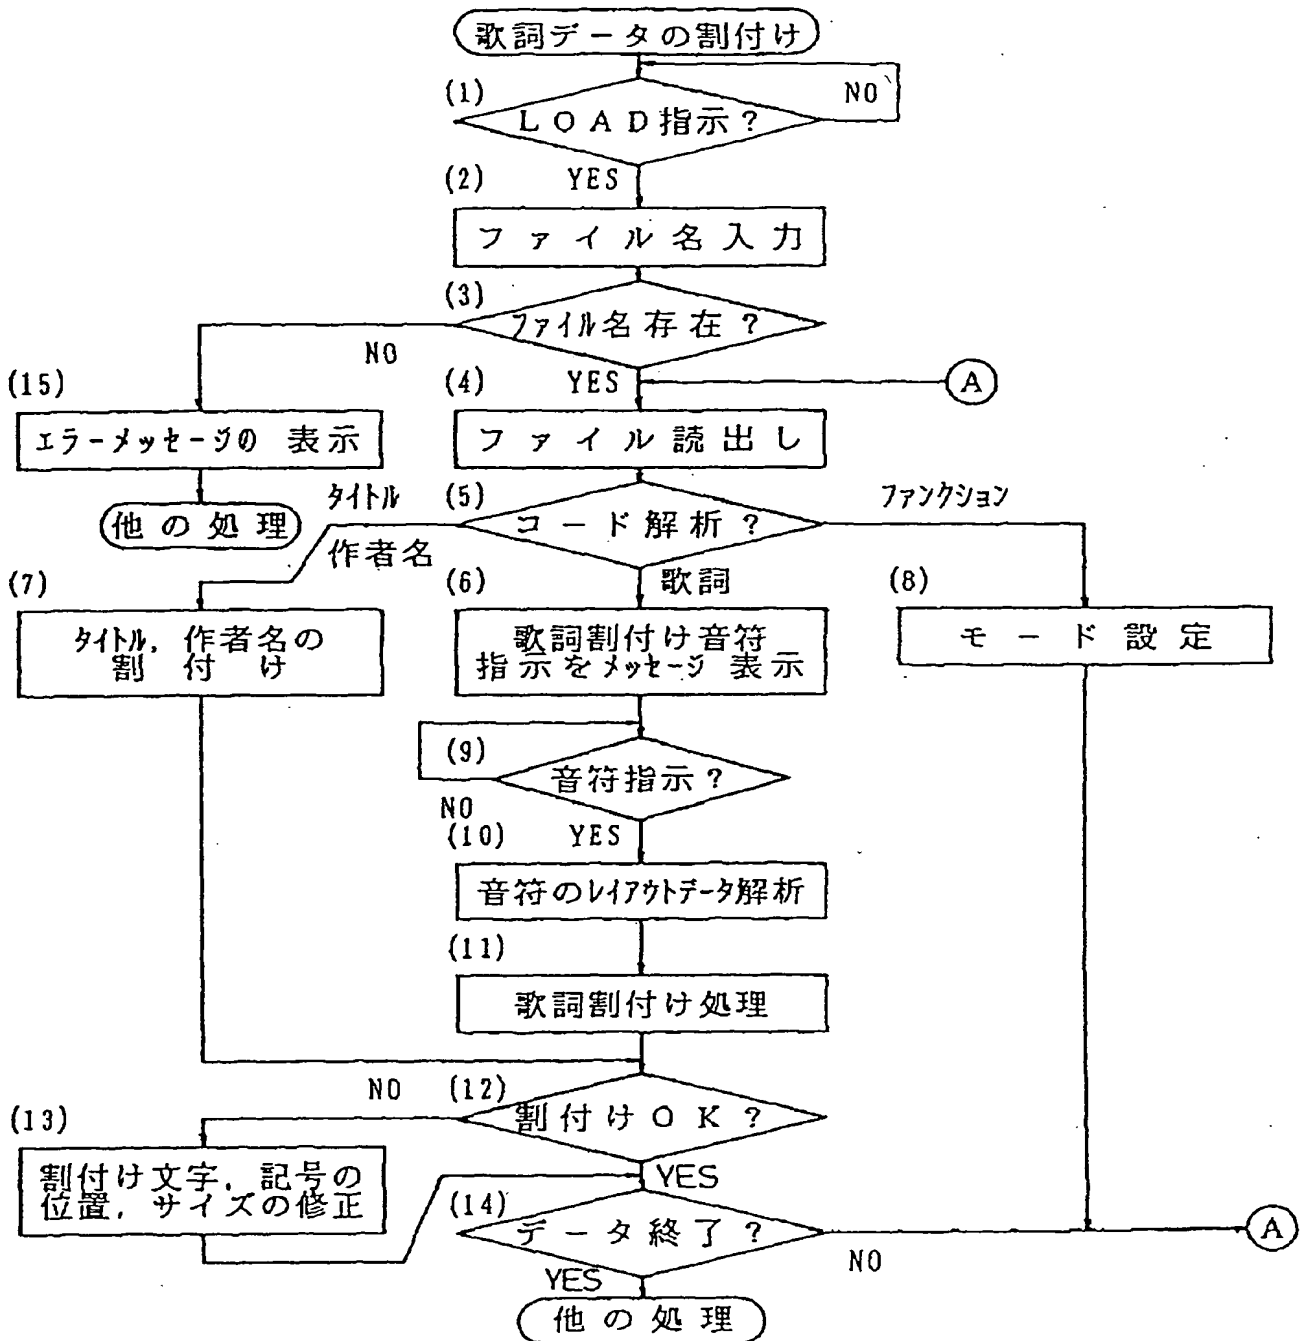 歌詞データの割付け
(1)
NO
LOAD指示?
(2)
YES
ファイル名入力
(3)
ファイル名存在?
NO
(15)
(4)
YES
A
エラーメッセージの 表示
ファイル読出し
タイトル
(5)
ファンクション
他の処理
コード解析?
作者名
(7)
(6)
歌詞
(8)
タイトル, 作者名の
割付け
歌詞割付け音符
指示をメッセージ 表示
モード設定
(9)
音符指示?
NO
(10)
YES
音符のレイアウトデータ解析
(11)
歌詞割付け処理
NO
(12)
(13)
割付けOK?
割付け文字, 記号の
位置, サイズの修正
YES
(14)
データ終了?
A
NO
YES
他の処理